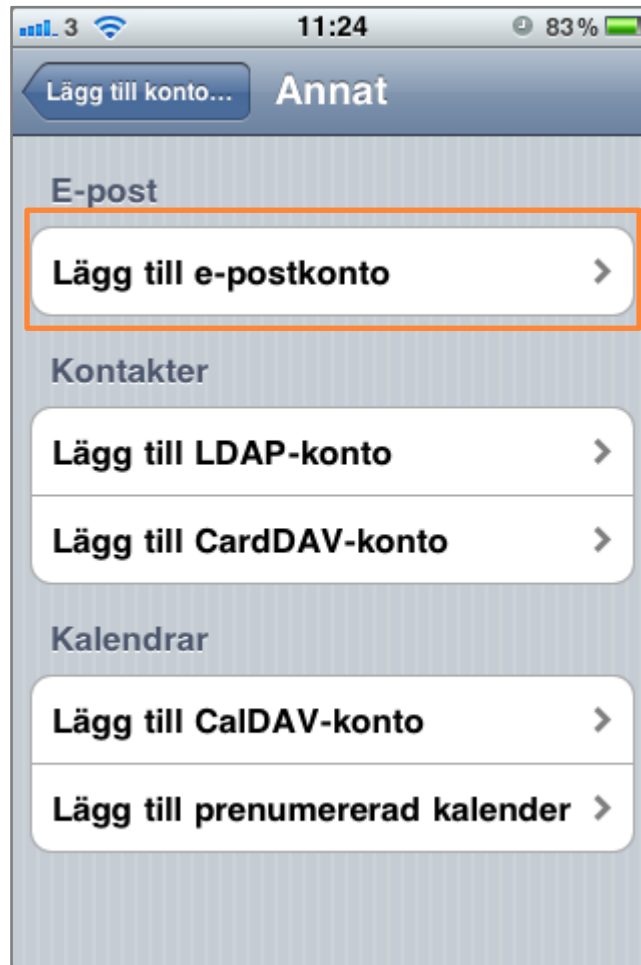 3 11:24 83%
Lägg till konto... Annat
E-post
Lägg till e-postkonto
Kontakter
Lägg till LDAP-konto
Lägg till CardDAV-konto
Kalendrar
Lägg till CalDAV-konto
Lägg till prenumererad kalender